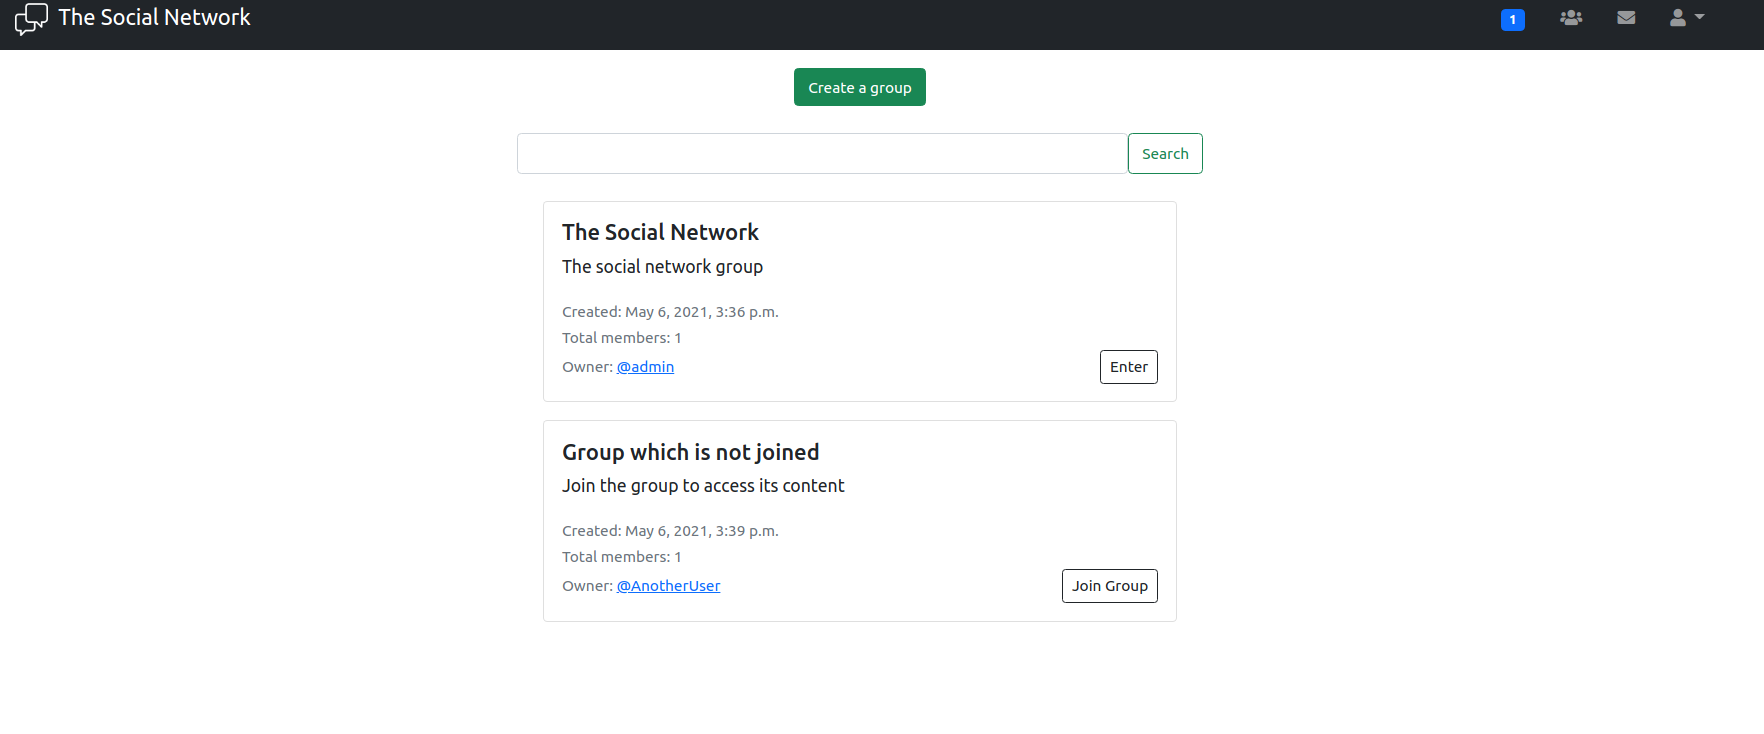 The Social Network
1
Create a group
Search
The Social Network
The social network group
Created: May 6, 2021, 3:36 p.m.
Total members: 1
Owner: @admin
Enter
Group which is not joined
Join the group to access its content
Created: May 6, 2021, 3:39 p.m.
Total members: 1
Owner: @AnotherUser
Join Group